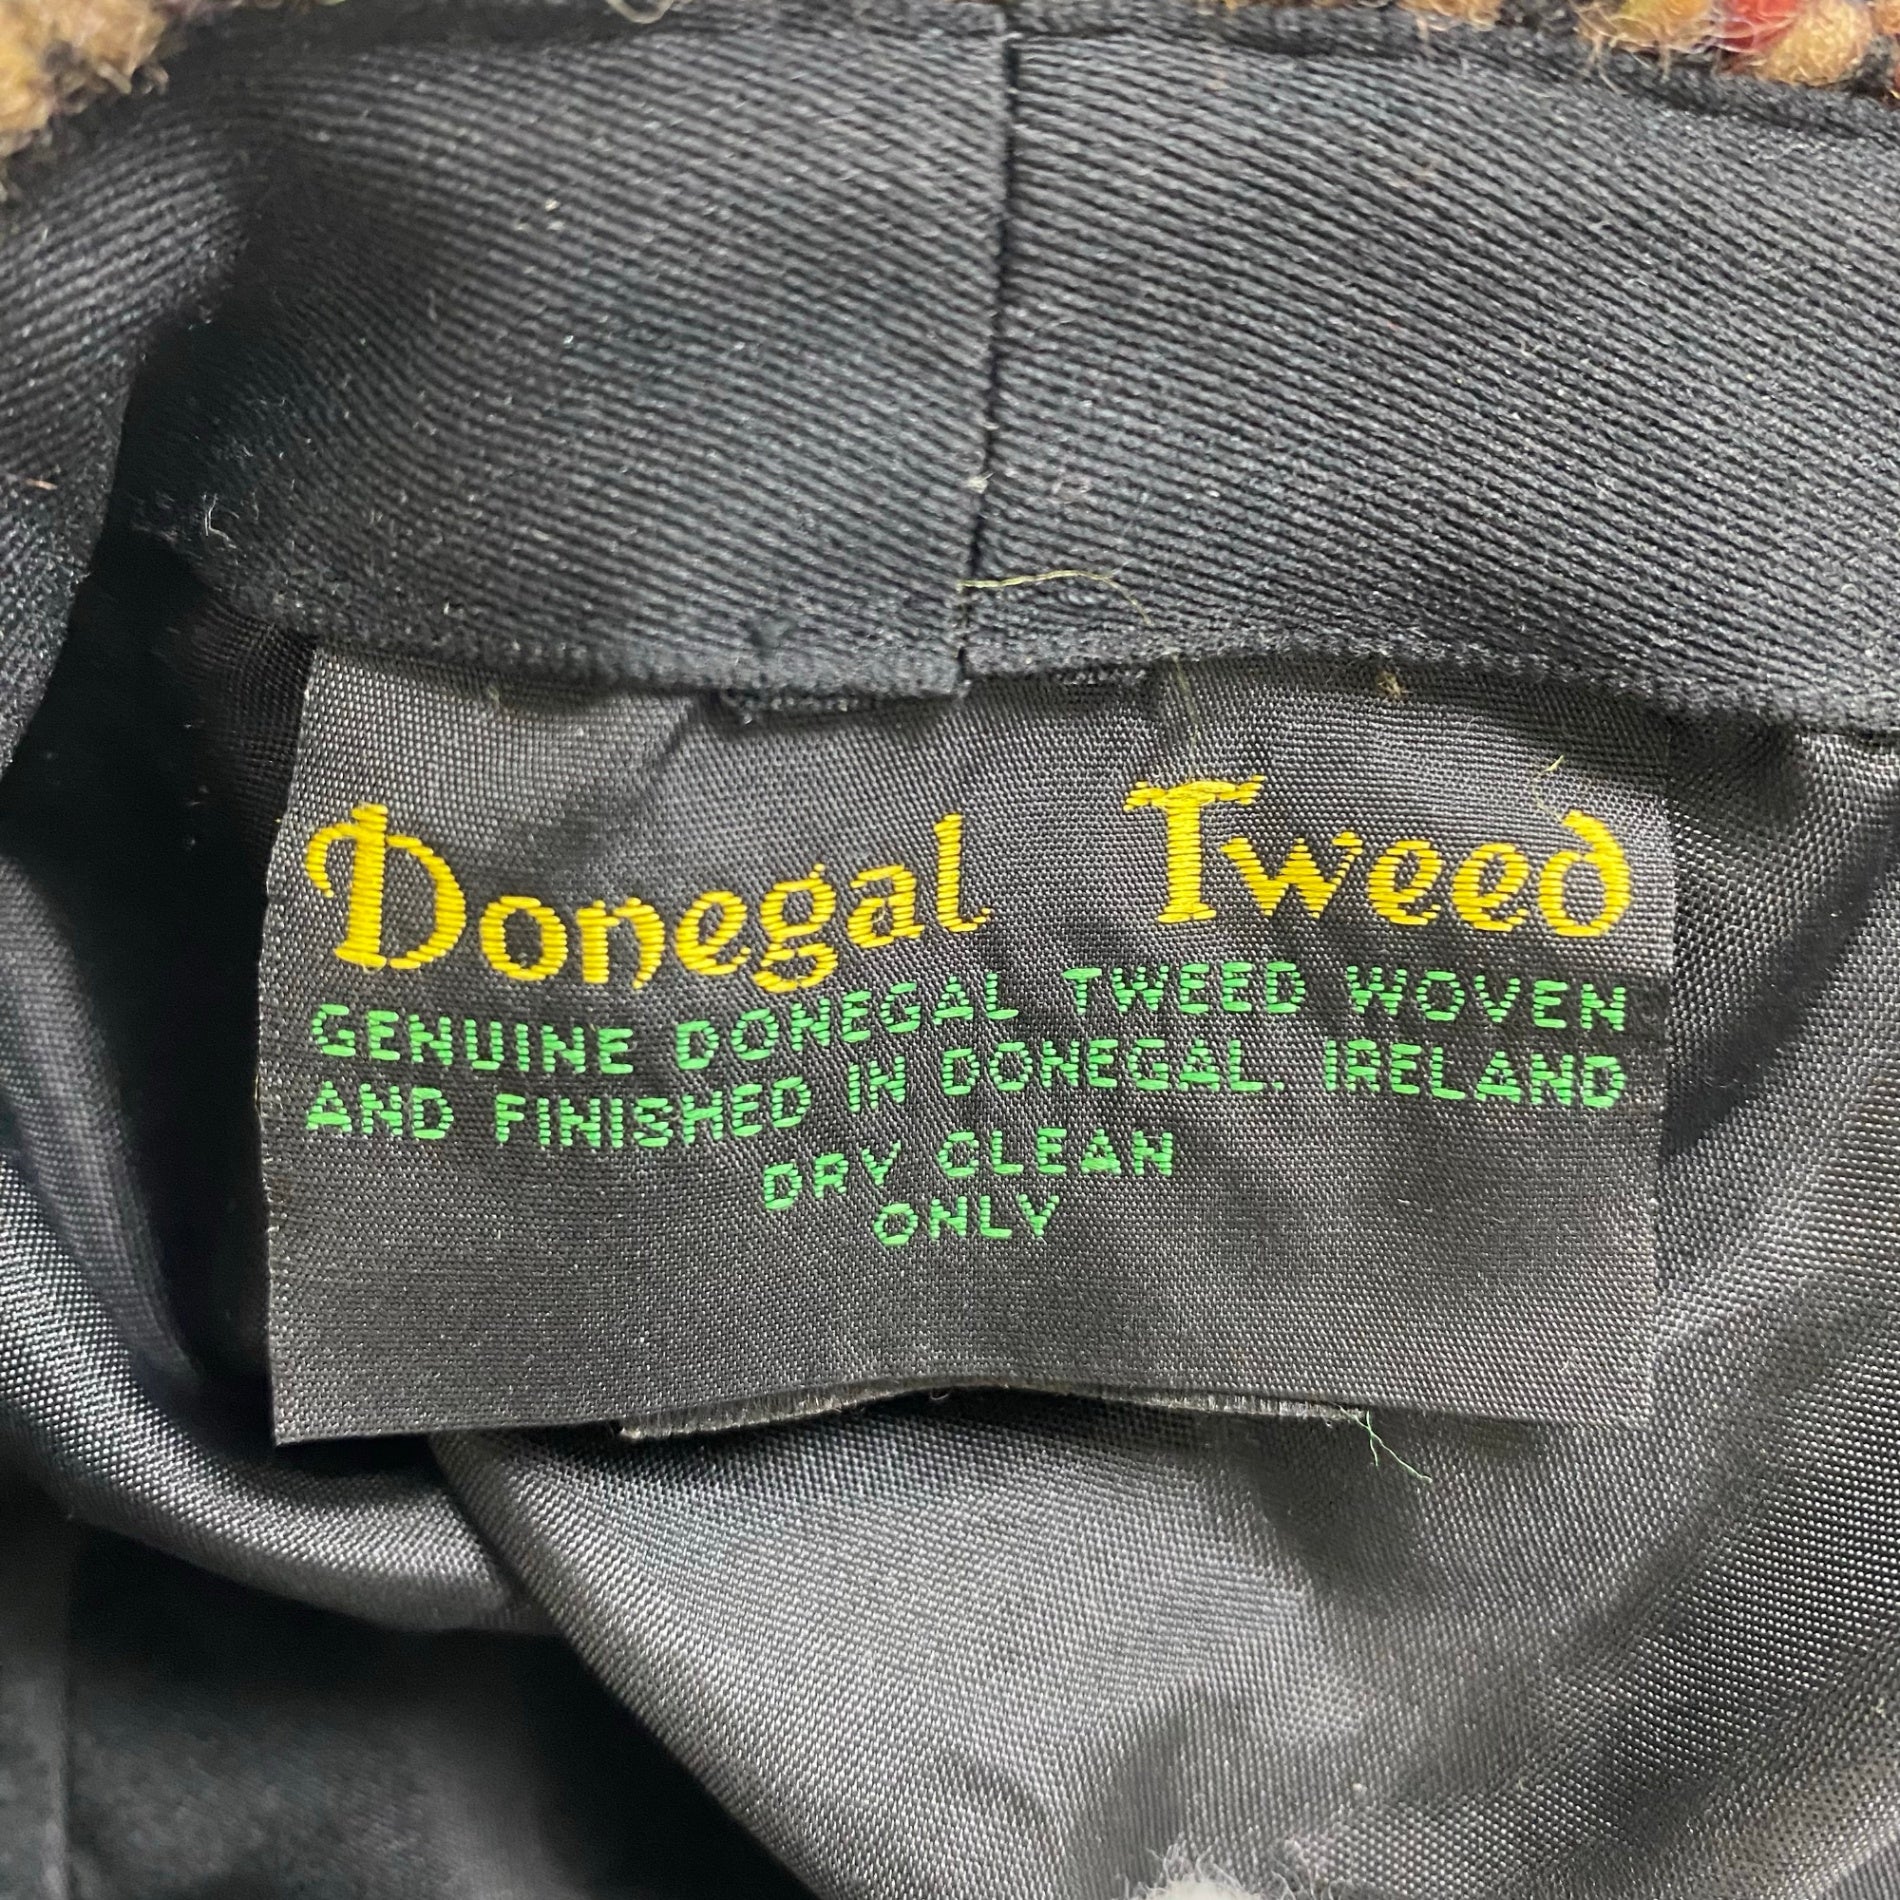 Donegal Tweed
GENUINE DONEGAL TWEED WOVEN
AND FINISHED IN DONEGAL. IRELAND
DRY CLEAN
ONLY